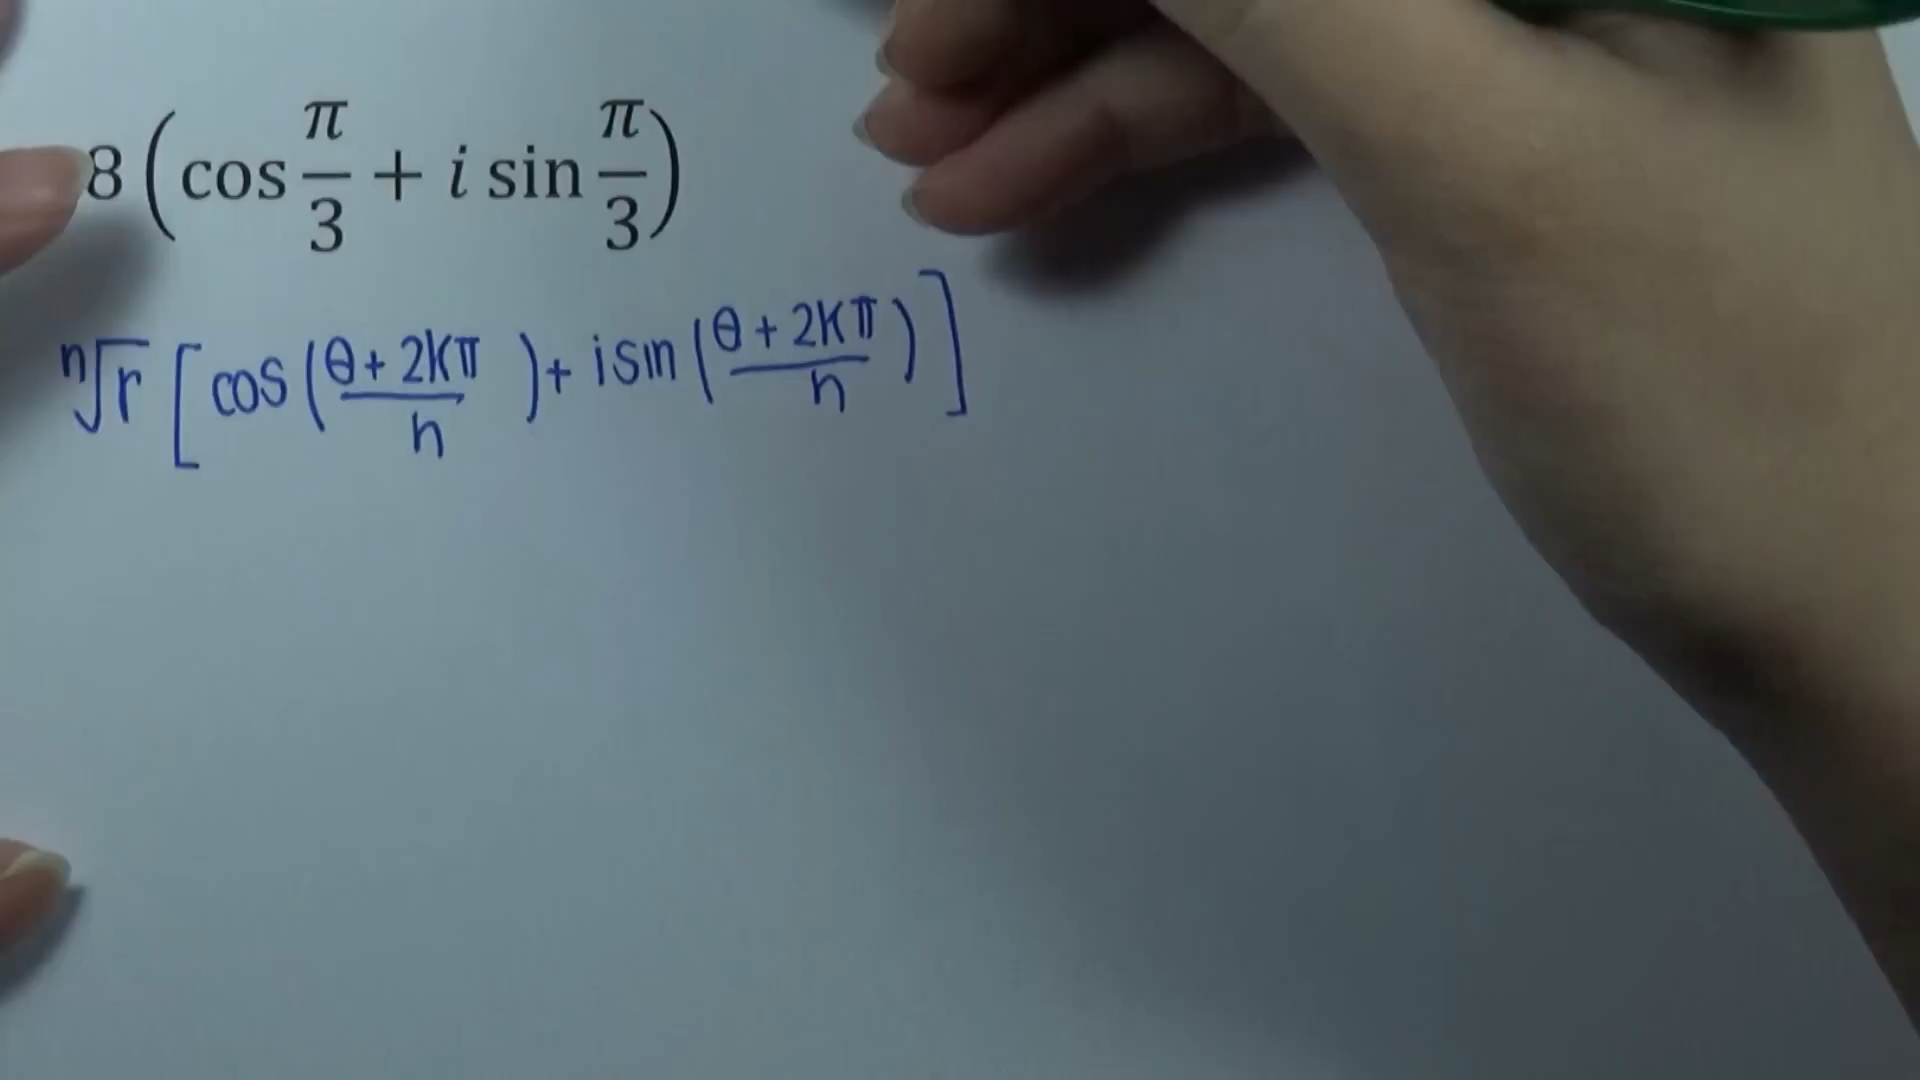 8 (cos π/3 + i sin π/3)
ⁿ√r [cos (θ + 2kπ / n) + i sin (θ + 2kπ / n)]